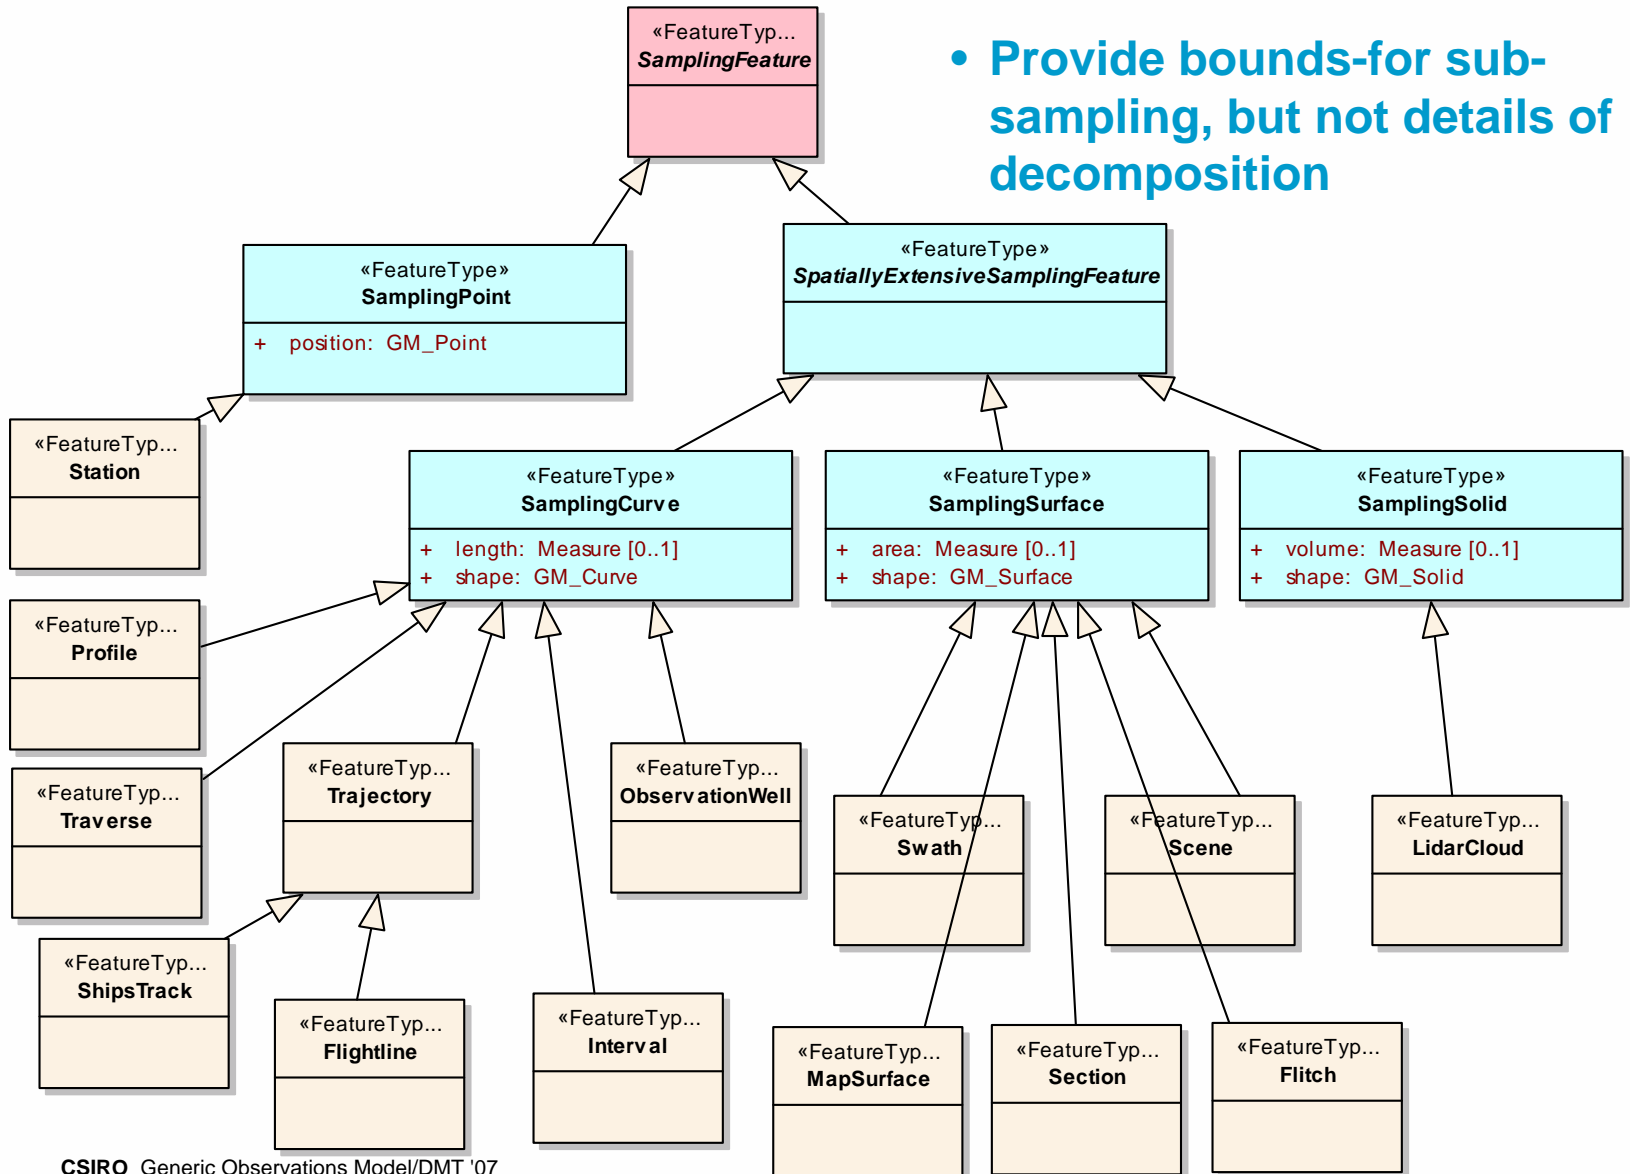 «FeatureTyp...
SamplingFeature
• Provide bounds-for sub-
sampling, but not details of
decomposition
«FeatureType»
SamplingPoint
+ position: GM_Point
«FeatureType»
SpatiallyExtensiveSamplingFeature
«FeatureTyp...
Station
«FeatureType»
SamplingCurve
+ length: Measure [0..1]
+ shape: GM_Curve
«FeatureType»
SamplingSurface
+ area: Measure [0..1]
+ shape: GM_Surface
«FeatureType»
SamplingSolid
+ volume: Measure [0..1]
+ shape: GM_Solid
«FeatureTyp...
Profile
«FeatureTyp...
Traverse
«FeatureTyp...
Trajectory
«FeatureTyp...
ObservationWell
«FeatureTyp...
Swath
«FeatureTyp...
Scene
«FeatureTyp...
LidarCloud
«FeatureTyp...
ShipsTrack
«FeatureTyp...
Flightline
«FeatureTyp...
Interval
«FeatureTyp...
MapSurface
«FeatureTyp...
Section
«FeatureTyp...
Flitch
CSIRO Generic Observations Model/DMT '07